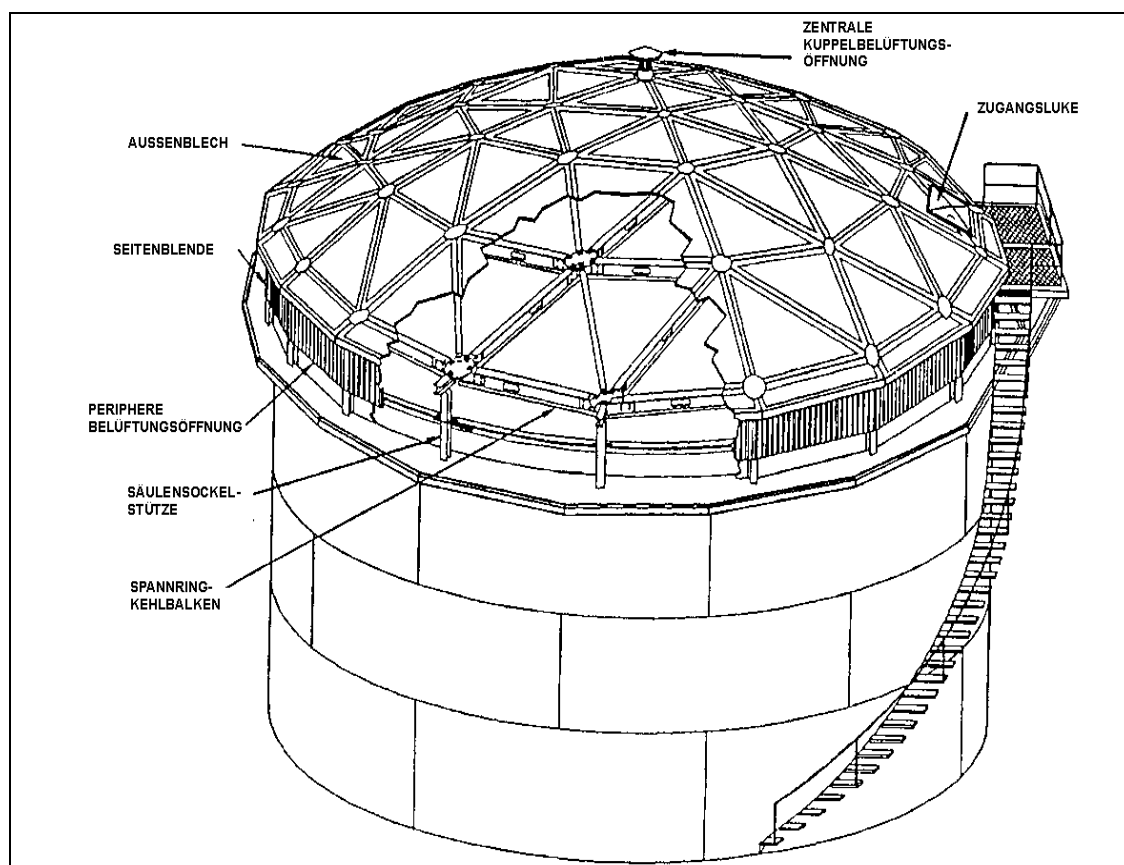 ZENTRALE
KUPPELBELÜFTUNGS-
ÖFFNUNG
ZUGANGSLUKE
AUSSENBLECH
SEITENBLENDE
PERIPHERE
BELÜFTUNGSÖFFNUNG
SÄULENSOCKEL-
STÜTZE
SPANNRING-
KEHLBALKEN